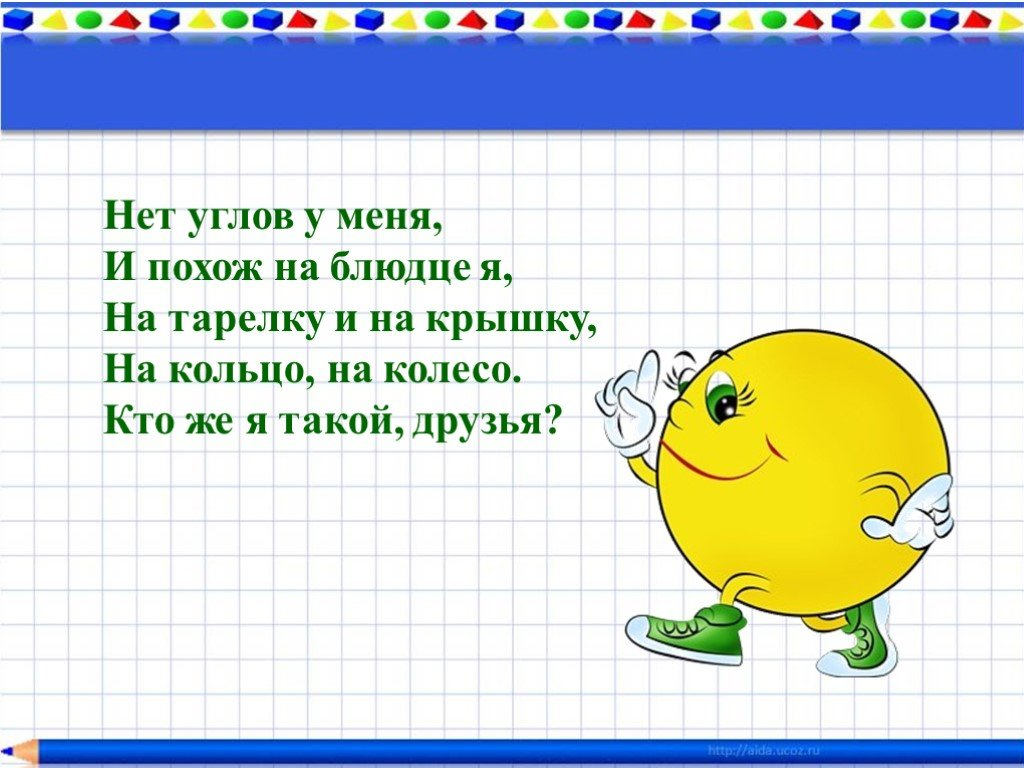 Нет углов у меня,
И похож на блюдце я,
На тарелку и на крышку,
На кольцо, на колесо.
Кто же я такой, друзья?
http://aida.ucoz.ru